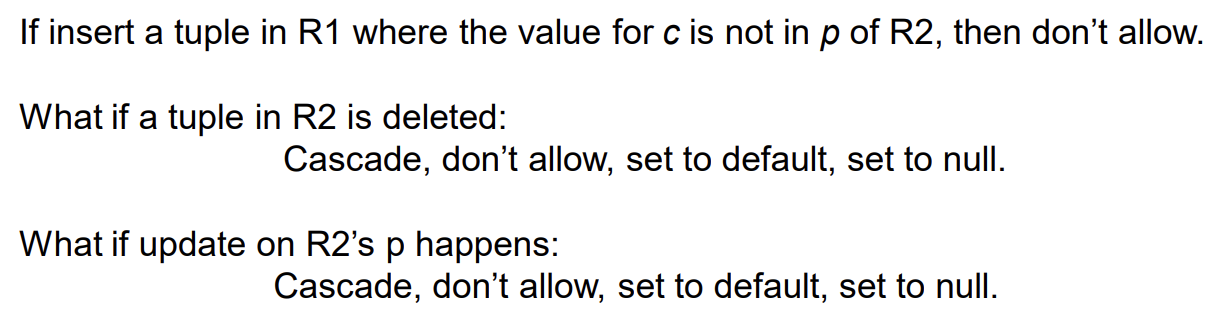 If insert a tuple in R1 where the value for c is not in p of R2, then don’t allow.
What if a tuple in R2 is deleted:
Cascade, don’t allow, set to default, set to null.
What if update on R2’s p happens:
Cascade, don’t allow, set to default, set to null.